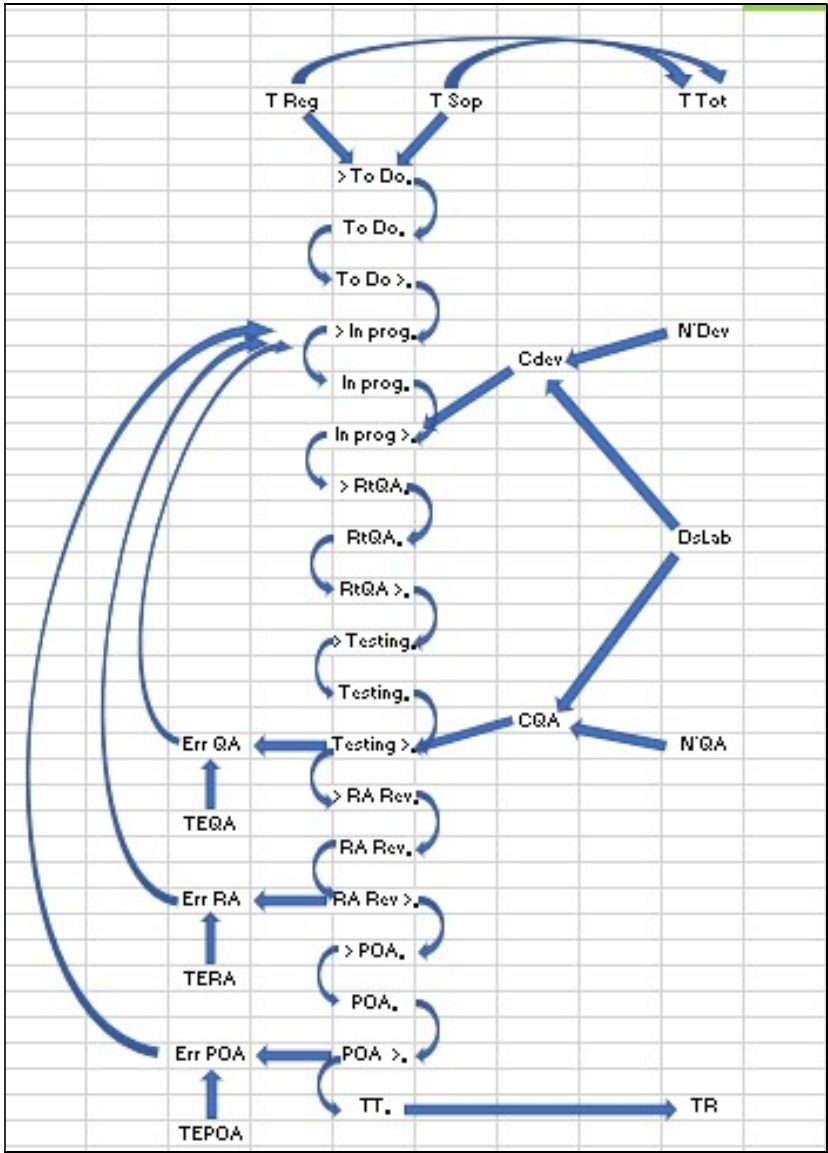 T Reg T Sop T Tot
>To Do.
To Do.
To Do >.
> In prog. N'Dev
Cdev
In prog.
In prog >.
> RtQA.
RtQA. DsLab
RtQA >.
> Testing.
Testing.
CQA
Err QA Testing >. N'QA
> RA Rev.
TEQA
RA Rev.
Err RA RA Rev >.
> POA.
TERA
POA.
Err POA POA >.
TT. TR
TEPOA